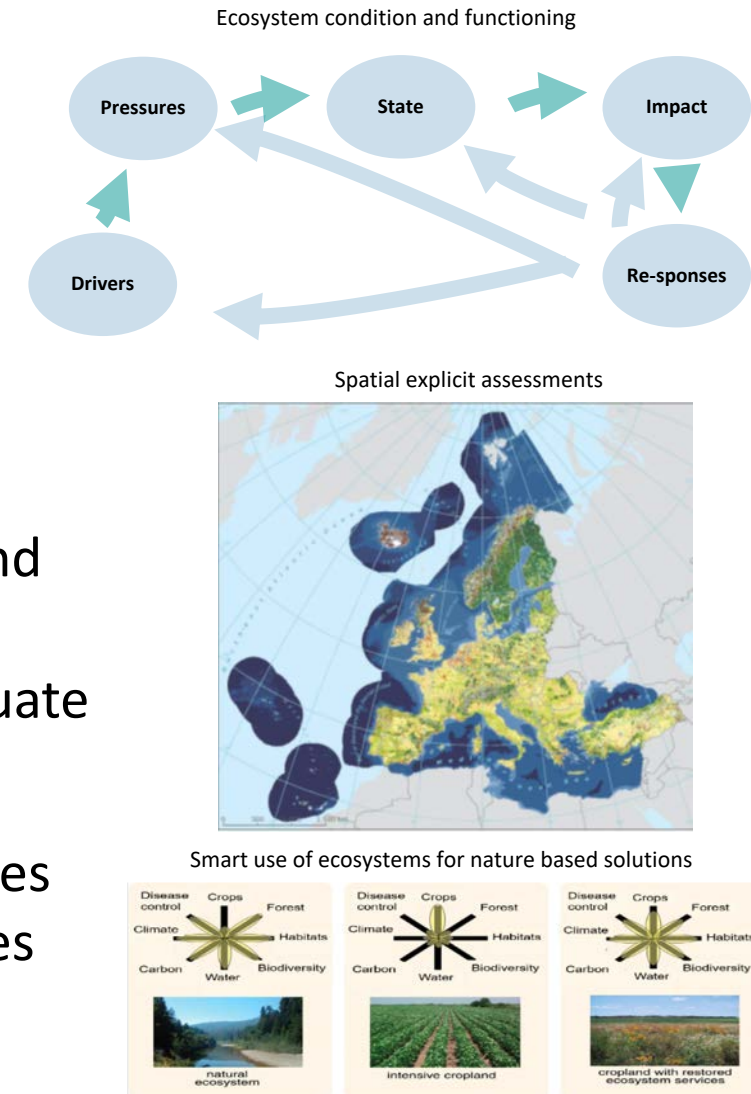 Ecosystem condition and functioning
Pressures
State
Impact
Drivers
Re-sponses
Spatial explicit assessments
nd
uate
es
es
Smart use of ecosystems for nature based solutions
Disease
control
Crops
Forest
Climate
Habitats
Carbon
Water
Biodiversity
natural
ecosystem
Disease
control
Crops
Forest
Climate
Habitats
Carbon
Water
Biodiversity
intensive cropland
Disease
control
Crops
Forest
Climate
Habitats
Carbon
Water
Biodiversity
cropland with restored
ecosystem services